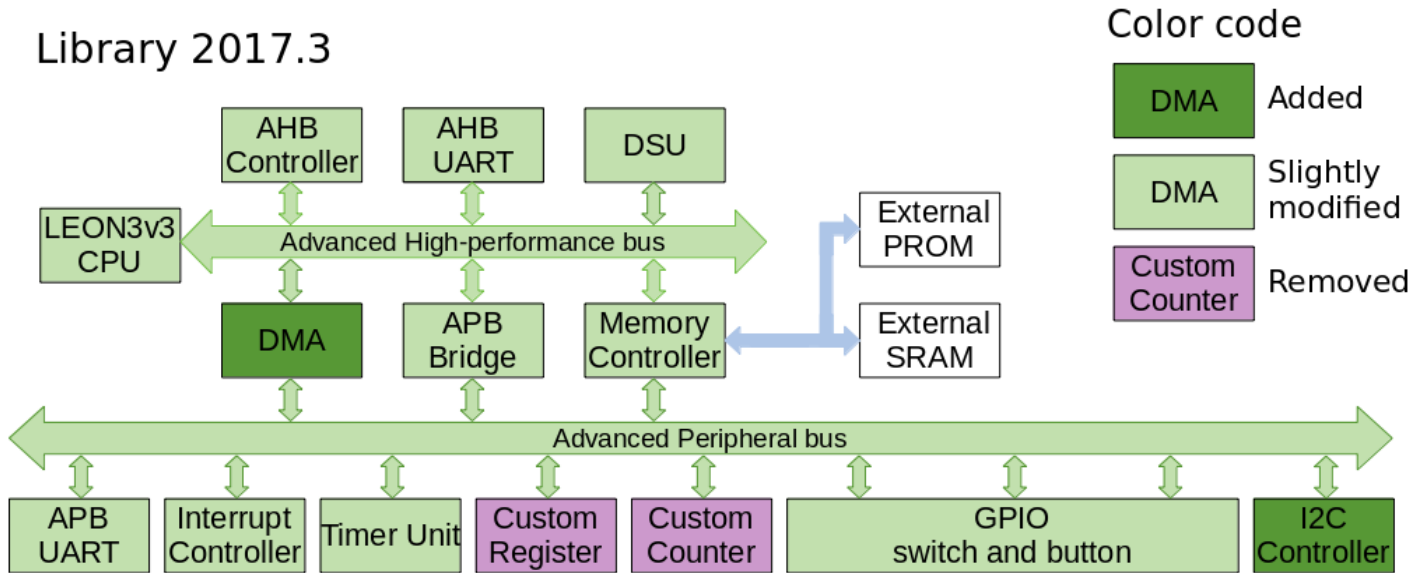 Library 2017.3
Color code
DMA
Added
DMA
Slightly
modified
Custom
Counter
Removed
AHB
Controller
AHB
UART
DSU
LEON3v3
CPU
Advanced High-performance bus
External
PROM
DMA
APB
Bridge
Memory
Controller
External
SRAM
Advanced Peripheral bus
APB
UART
Interrupt
Controller
Timer Unit
Custom
Register
Custom
Counter
GPIO
switch and button
I2C
Controller